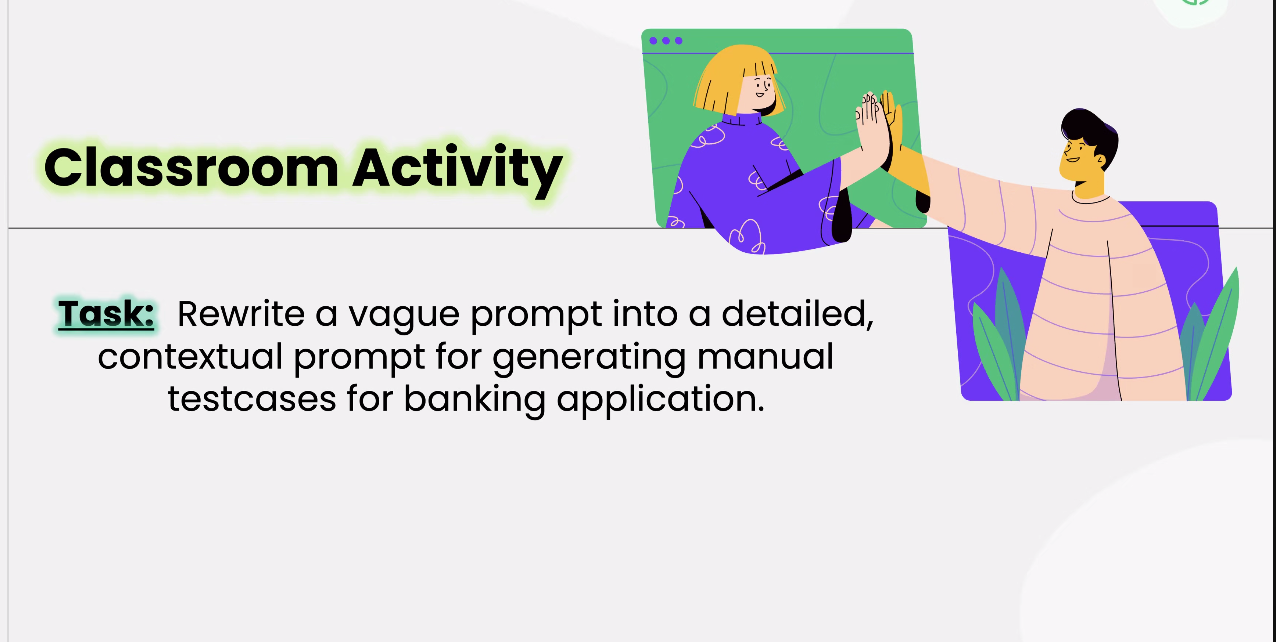 Classroom Activity
Task: Rewrite a vague prompt into a detailed,
contextual prompt for generating manual
testcases for banking application.